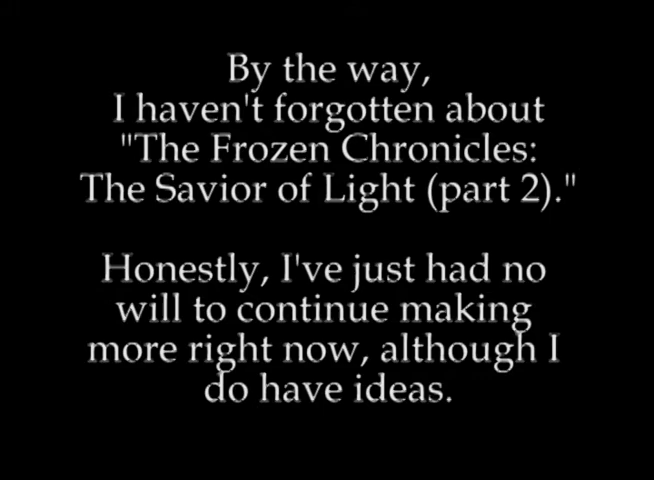 By the way,
I haven't forgotten about
"The Frozen Chronicles:
The Savior of Light (part 2)."
Honestly, I've just had no
will to continue making
more right now, although I
do have ideas.